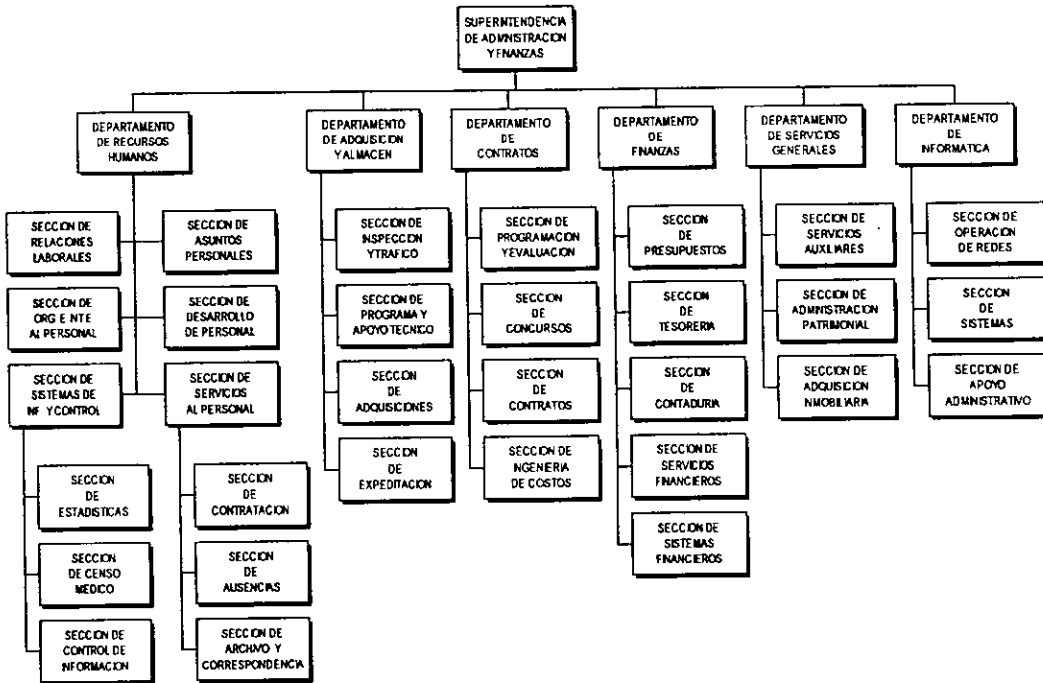 SUPERINTENDENCIA
DE ADMINISTRACION
Y FINANZAS
DEPARTAMENTO
DE RECURSOS
HUMANOS
DEPARTAMENTO
DE ADQUISICION
Y ALMACEN
DEPARTAMENTO
DE
CONTRATOS
DEPARTAMENTO
DE
FINANZAS
DEPARTAMENTO
DE SERVICIOS
GENERALES
DEPARTAMENTO
DE
INFORMATICA
SECCION DE
RELACIONES
LABORALES
SECCION DE
ASUNTOS
PERSONALES
SECCION DE
ORG E INTE
AL PERSONAL
SECCION DE
DESARROLLO
DE PERSONAL
SECCION DE
SISTEMAS DE
INF Y CONTROL
SECCION DE
SERVICIOS
AL PERSONAL
SECCION
DE
ESTADISTICAS
SECCION
DE CENSO
MEDICO
SECCION DE
CONTROL DE
INFORMACION
SECCION
DE
CONTRATACION
SECCION
DE
AUSENCIAS
SECCION DE
ARCHIVO Y
CORRESPONDENCIA
SECCION DE
INSPECCION
Y TRAFICO
SECCION DE
PROGRAMA Y
APOYO TECNICO
SECCION
DE
ADQUISICIONES
SECCION
DE
EXPEDITACION
SECCION DE
PROGRAMACION
Y EVALUACION
SECCION
DE
CONCURSOS
SECCION
DE
CONTRATOS
SECCION DE
INGENIERIA
DE COSTOS
SECCION
DE
PRESUPUESTOS
SECCION
DE
TESORERIA
SECCION
DE
CONTADURIA
SECCION
DE
SERVICIOS
FINANCIEROS
SECCION DE
SISTEMAS
FINANCIEROS
SECCION DE
SERVICIOS
AUXILIARES
SECCION DE
ADMINISTRACION
PATRIMONIAL
SECCION DE
ADQUISICION
INMOBILIARIA
SECCION DE
OPERACION
DE REDES
SECCION
DE
SISTEMAS
SECCION DE
APOYO
ADMINISTRATIVO